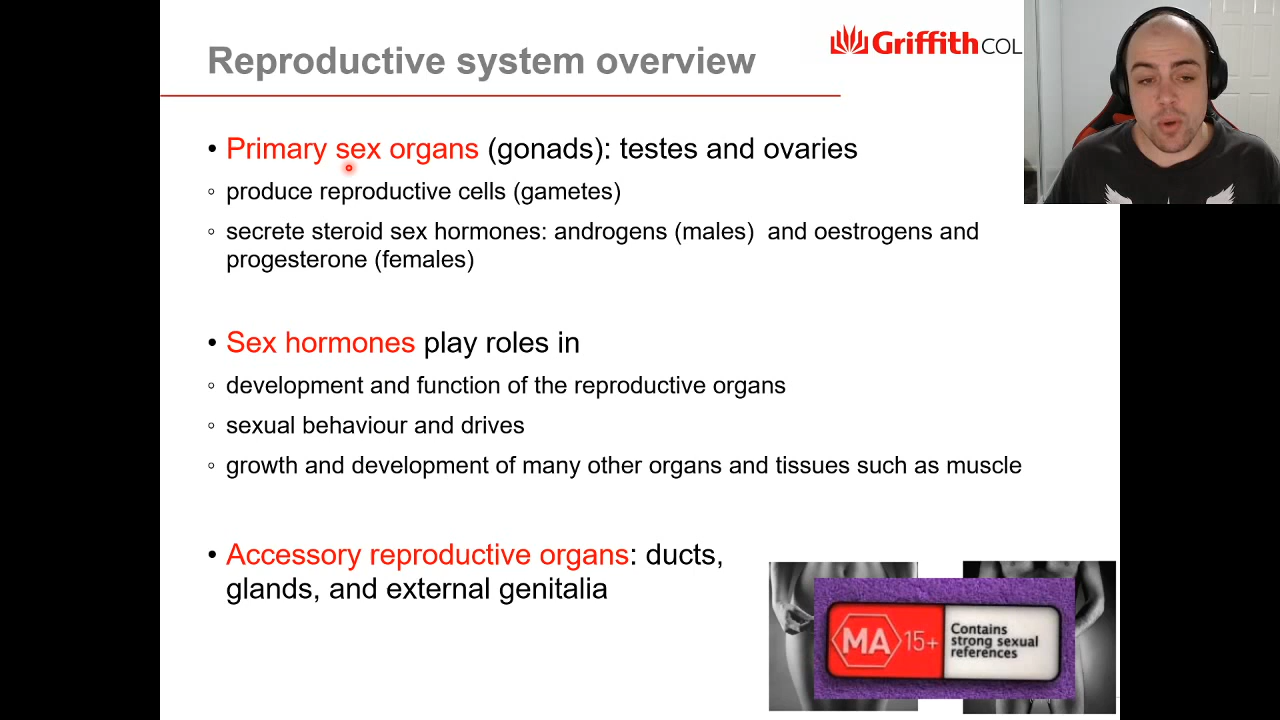 Reproductive system overview
Griffith COL
• Primary sex organs (gonads): testes and ovaries
◦ produce reproductive cells (gametes)
◦ secrete steroid sex hormones: androgens (males) and oestrogens and
progesterone (females)
• Sex hormones play roles in
◦ development and function of the reproductive organs
◦ sexual behaviour and drives
◦ growth and development of many other organs and tissues such as muscle
• Accessory reproductive organs: ducts,
glands, and external genitalia
MA 15+
Contains
strong sexual
references